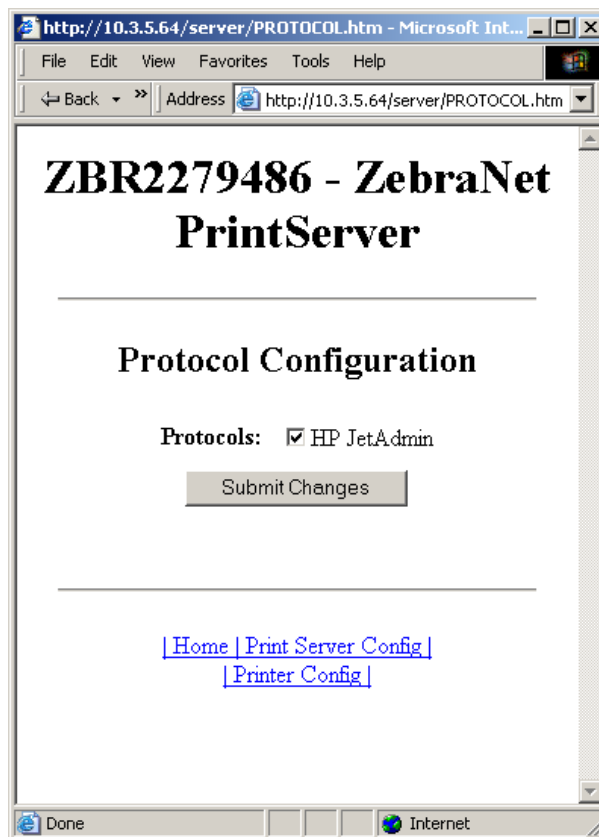 http://10.3.5.64/server/PROTOCOL.htm - Microsoft Int...
File Edit View Favorites Tools Help
Back » Address http://10.3.5.64/server/PROTOCOL.htm
ZBR2279486 - ZebraNet
PrintServer
Protocol Configuration
Protocols: HP JetAdmin
Submit Changes
| Home | Print Server Config |
| Printer Config |
Done Internet